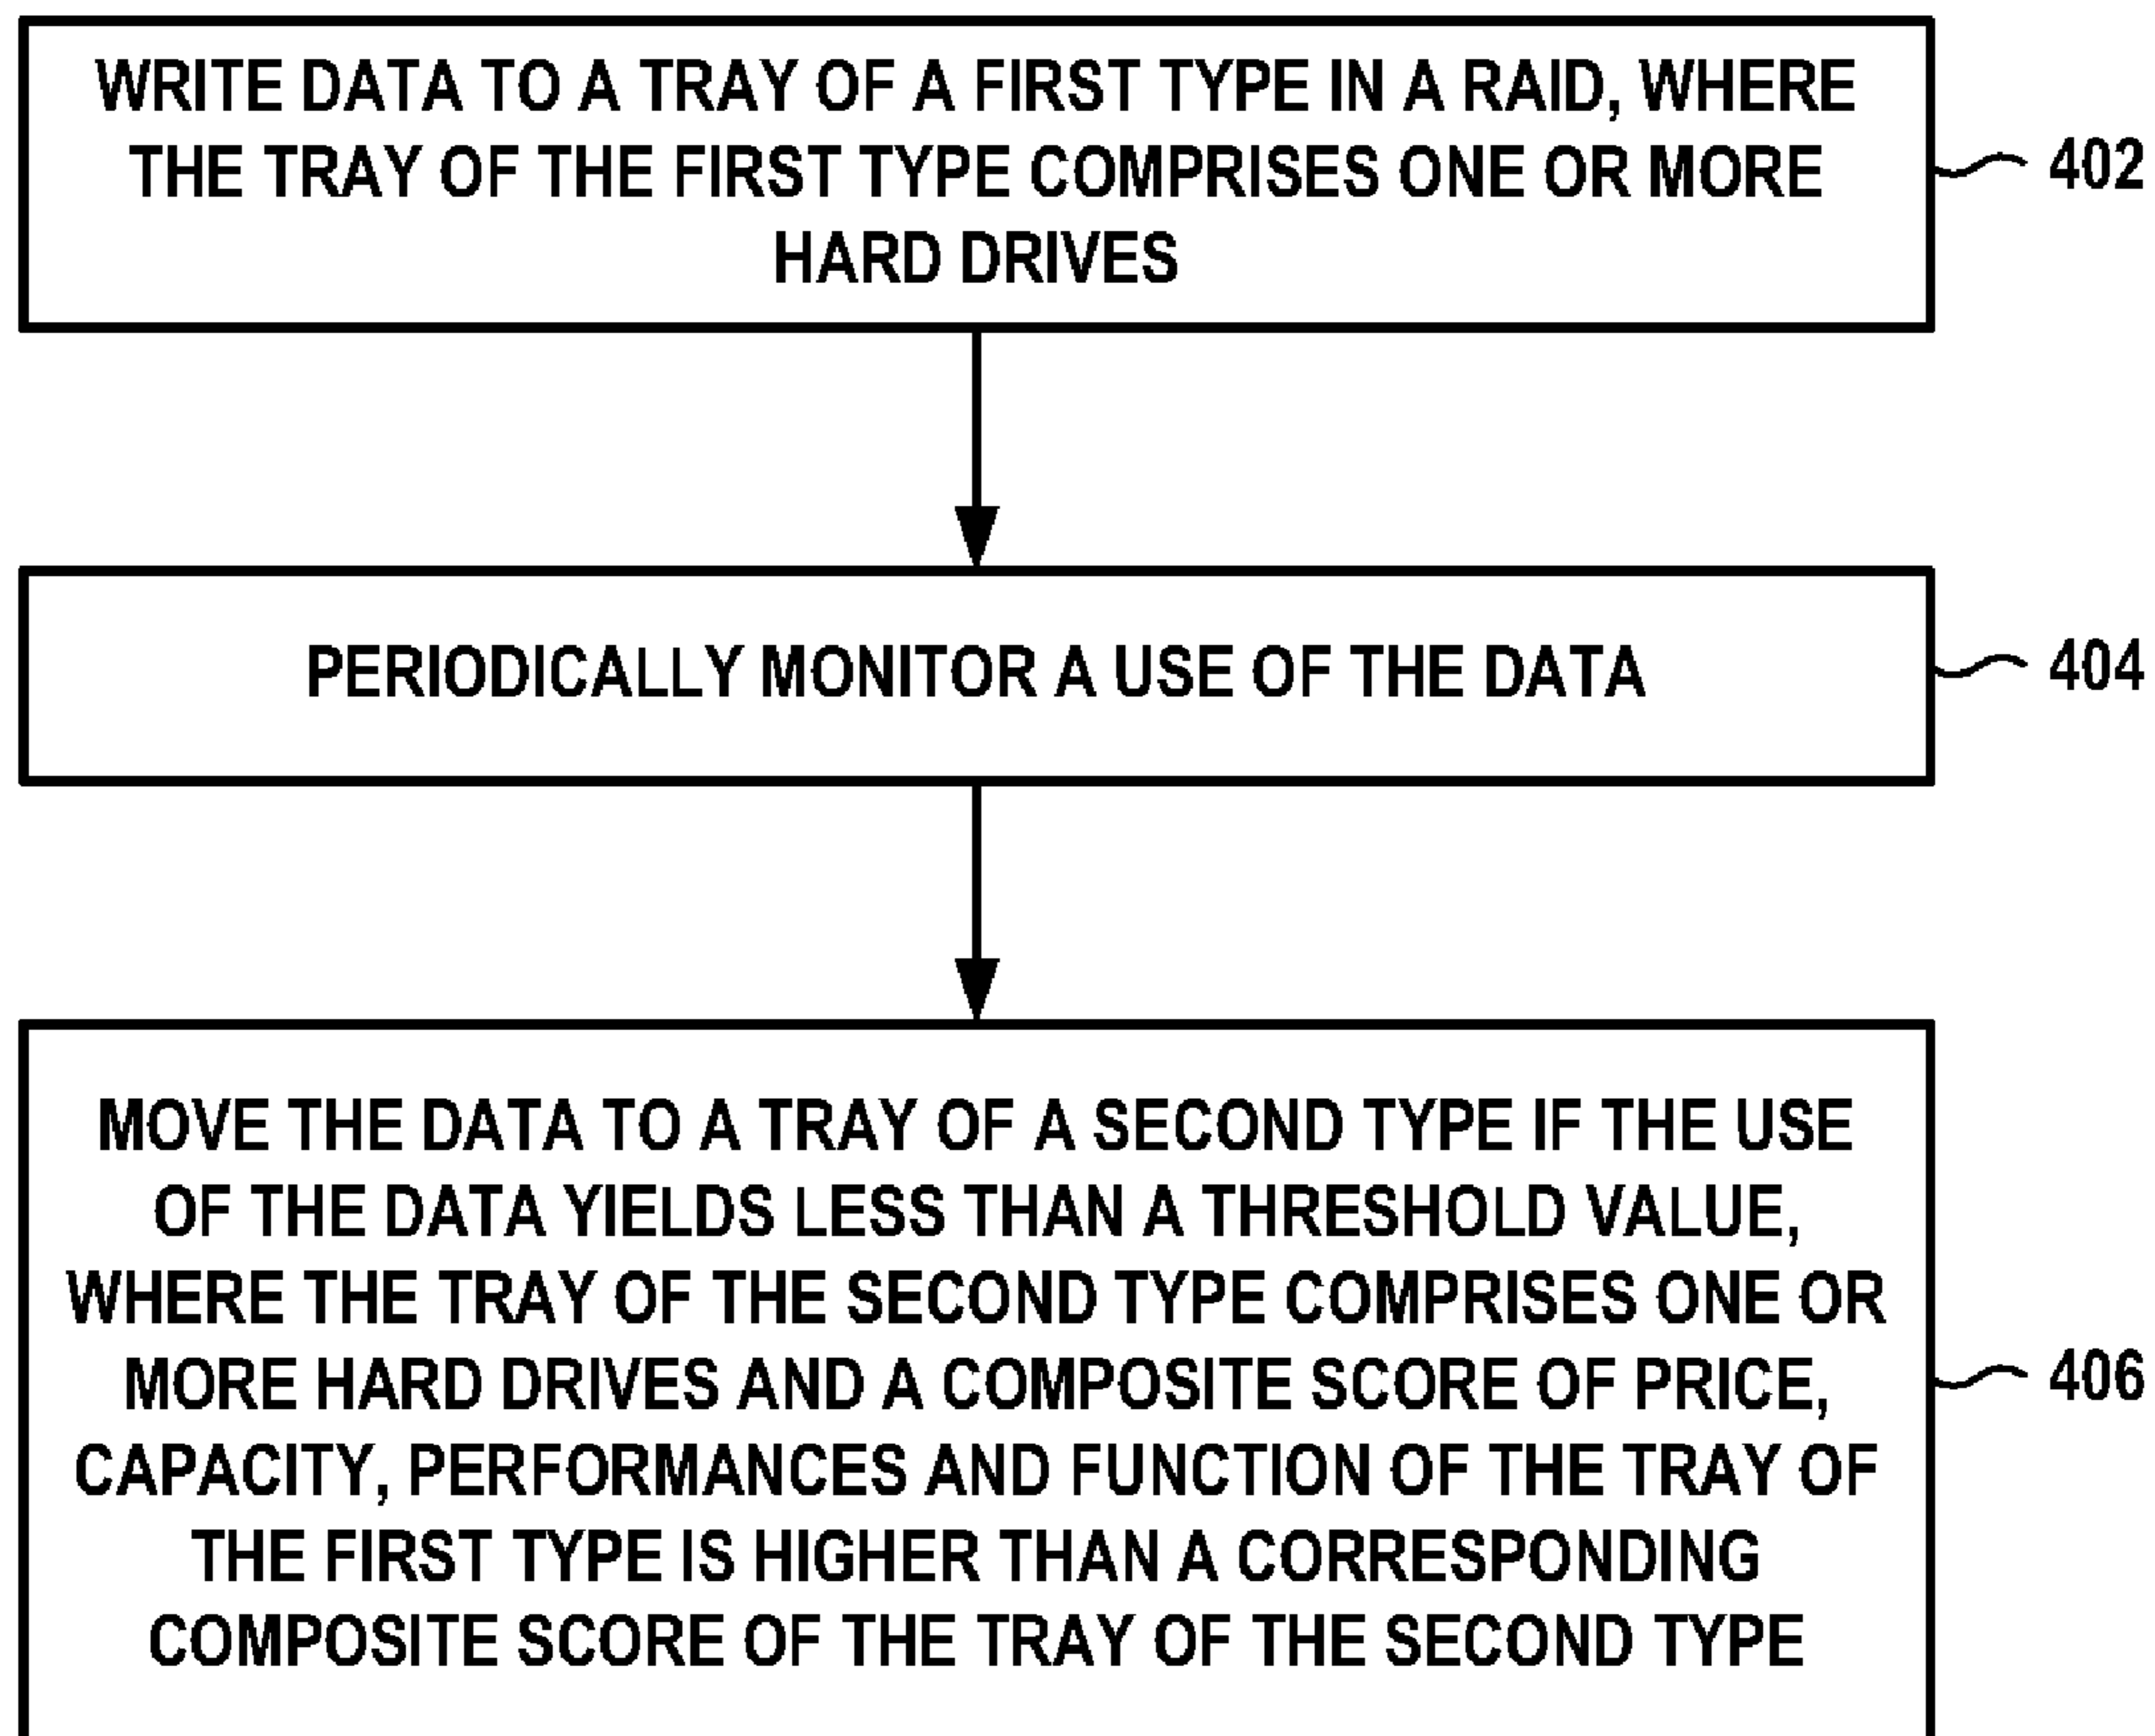 WRITE DATA TO A TRAY OF A FIRST TYPE IN A RAID, WHERE
THE TRAY OF THE FIRST TYPE COMPRISES ONE OR MORE
HARD DRIVES
402
PERIODICALLY MONITOR A USE OF THE DATA
404
MOVE THE DATA TO A TRAY OF A SECOND TYPE IF THE USE
OF THE DATA YIELDS LESS THAN A THRESHOLD VALUE,
WHERE THE TRAY OF THE SECOND TYPE COMPRISES ONE OR
MORE HARD DRIVES AND A COMPOSITE SCORE OF PRICE,
CAPACITY, PERFORMANCES AND FUNCTION OF THE TRAY OF
THE FIRST TYPE IS HIGHER THAN A CORRESPONDING
COMPOSITE SCORE OF THE TRAY OF THE SECOND TYPE
406